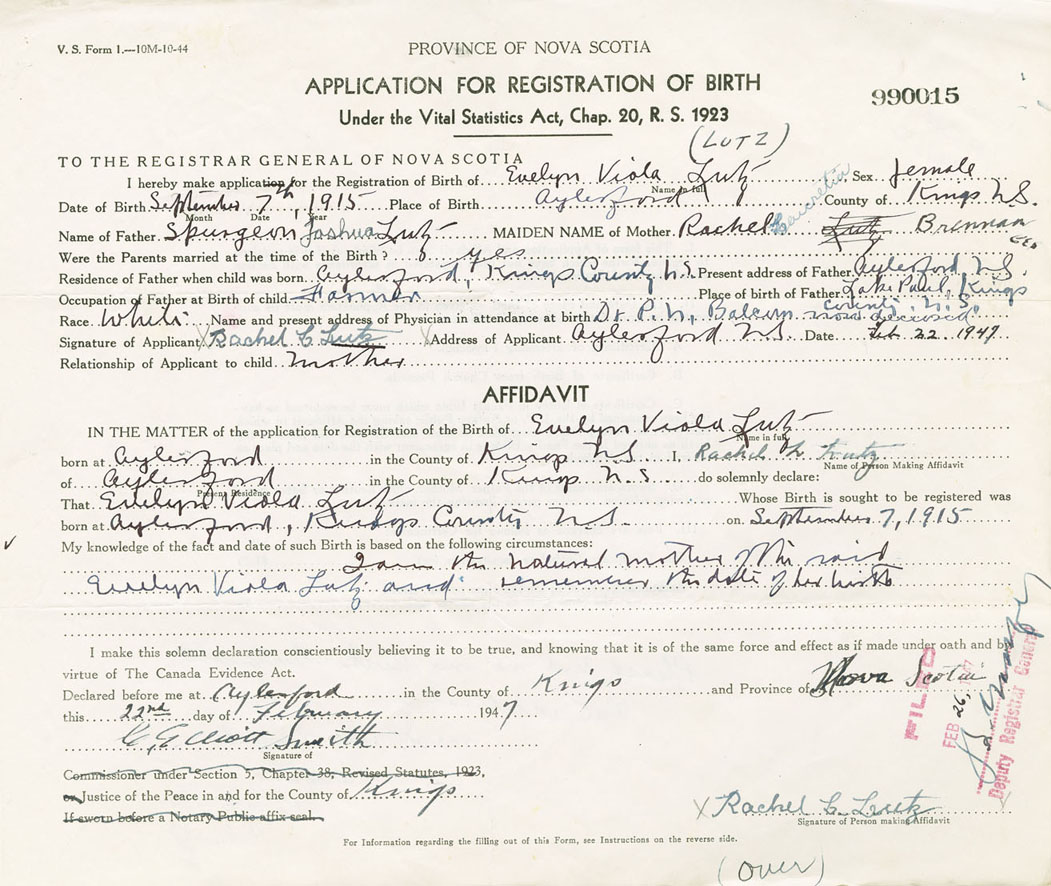 V. S. Form 1.—10M-10-44
PROVINCE OF NOVA SCOTIA
APPLICATION FOR REGISTRATION OF BIRTH
990015
Under the Vital Statistics Act, Chap. 20, R. S. 1923
(LUTZ)
TO THE REGISTRAR GENERAL OF NOVA SCOTIA
I hereby make application for the Registration of Birth of Evelyn Viola Lutz Sex female
Name in full
Date of Birth September 7th, 1915 Place of Birth Aylesford County of Kings N.S.
Month Date Year
Name of Father Spurgeon Joshua Lutz MAIDEN NAME of Mother Rachel Lucretia Lutz Brennan
Were the Parents married at the time of the Birth? yes
Residence of Father when child was born Aylesford, Kings County N.S. Present address of Father Aylesford N.S.
Occupation of Father at Birth of child Farmer Place of birth of Father Lake Paul, Kings
County N.S.
Race White Name and present address of Physician in attendance at birth Dr. P. N. Balcom now deceased
Signature of Applicant X Rachel L Lutz X Address of Applicant Aylesford N.S. Date Feb 22. 1947
Relationship of Applicant to child Mother
AFFIDAVIT
IN THE MATTER of the application for Registration of the Birth of Evelyn Viola Lutz
Name in full
born at Aylesford in the County of Kings N S I, Rachel L Lutz
Name of Person Making Affidavit
of Aylesford in the County of Kings N.S. do solemnly declare:
Present Residence
That Evelyn Viola Lutz Whose Birth is sought to be registered was
born at Aylesford, Kings County N.S. on September 7, 1915
My knowledge of the fact and date of such Birth is based on the following circumstances:
I am the natural mother of the said
Evelyn Viola Lutz and remember the date of her birth
I make this solemn declaration conscientiously believing it to be true, and knowing that it is of the same force and effect as if made under oath and by
virtue of The Canada Evidence Act.
Declared before me at Aylesford in the County of Kings and Province of Nova Scotia
this 22nd day of February 1947
Elliott Smith
Signature of
Commissioner under Section 5, Chapter 38, Revised Statutes, 1923,
or Justice of the Peace in and for the County of Kings
If sworn before a Notary Public affix seal.
FILED
FEB 26, 47
Deputy Registrar General
X Rachel L Lutz
Signature of Person making Affidavit
For Information regarding the filling out of this Form, see Instructions on the reverse side.
(over)